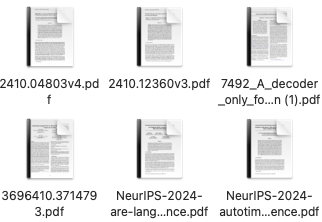 2410.04803v4.pd
f
2410.12360v3.pdf
7492_A_decoder
_only_fo...n (1).pdf
3696410.371479
3.pdf
NeurIPS-2024-
are-lang...nce.pdf
NeurIPS-2024-
autotim...ence.pdf